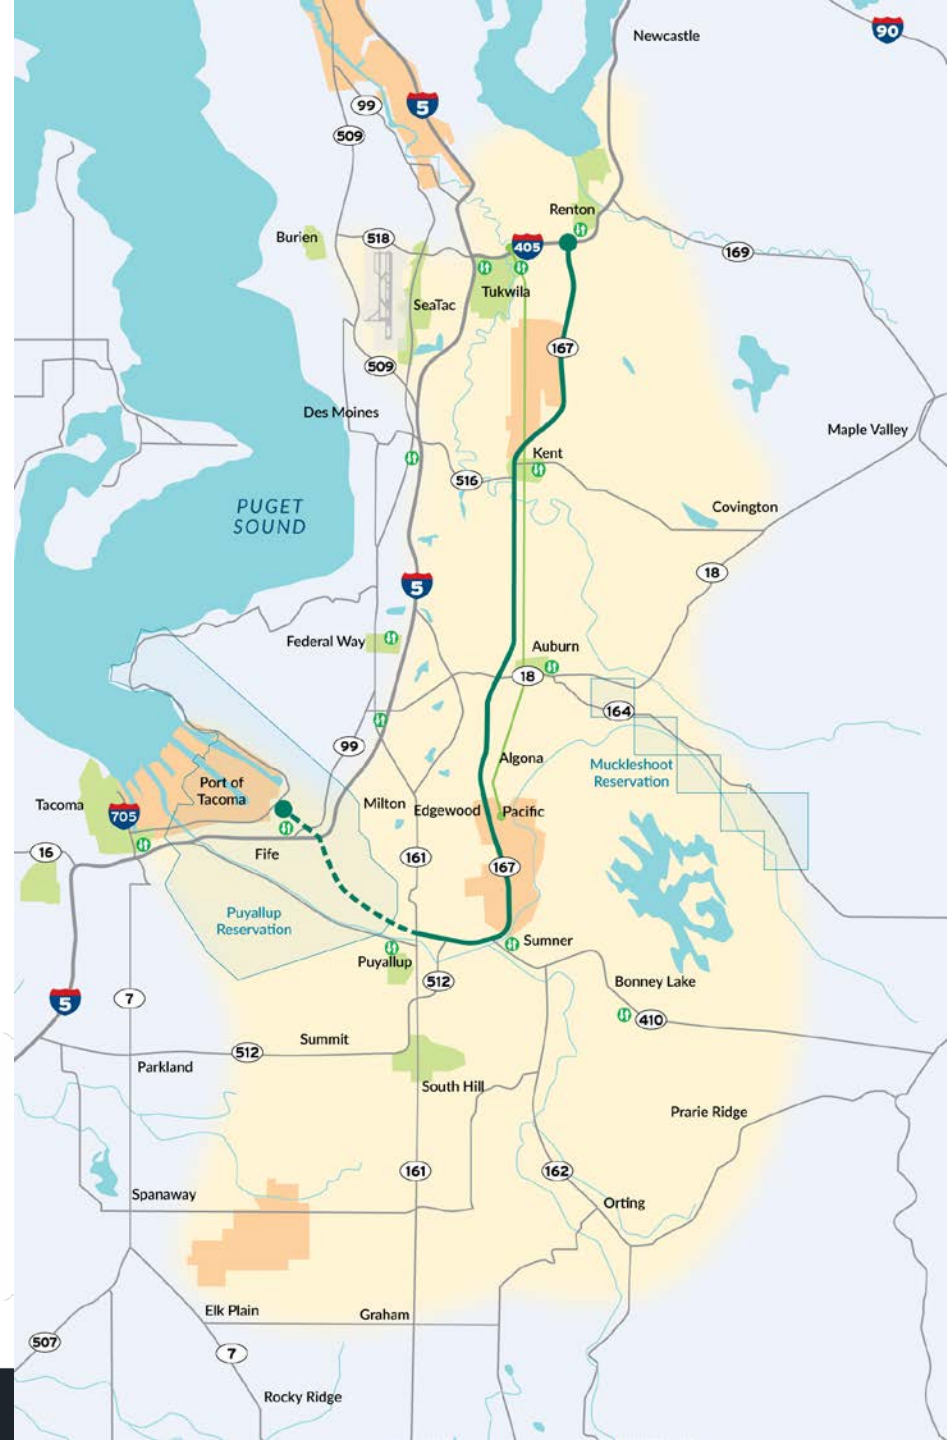 Newcastle
90
99
5
509
Renton
Burien
518
405
169
Tukwila
SeaTac
167
509
Des Moines
Maple Valley
Kent
516
PUGET
SOUND
Covington
18
5
Federal Way
Auburn
18
164
99
Algona
Muckleshoot
Reservation
Port of
Tacoma
Tacoma
705
Milton
Edgewood
Pacific
16
Fife
161
167
Puyallup
Reservation
Sumner
Puyallup
512
Bonney Lake
5
7
410
Summit
512
Parkland
South Hill
Prarie Ridge
161
162
Spanaway
Orting
Elk Plain
Graham
507
7
Rocky Ridge